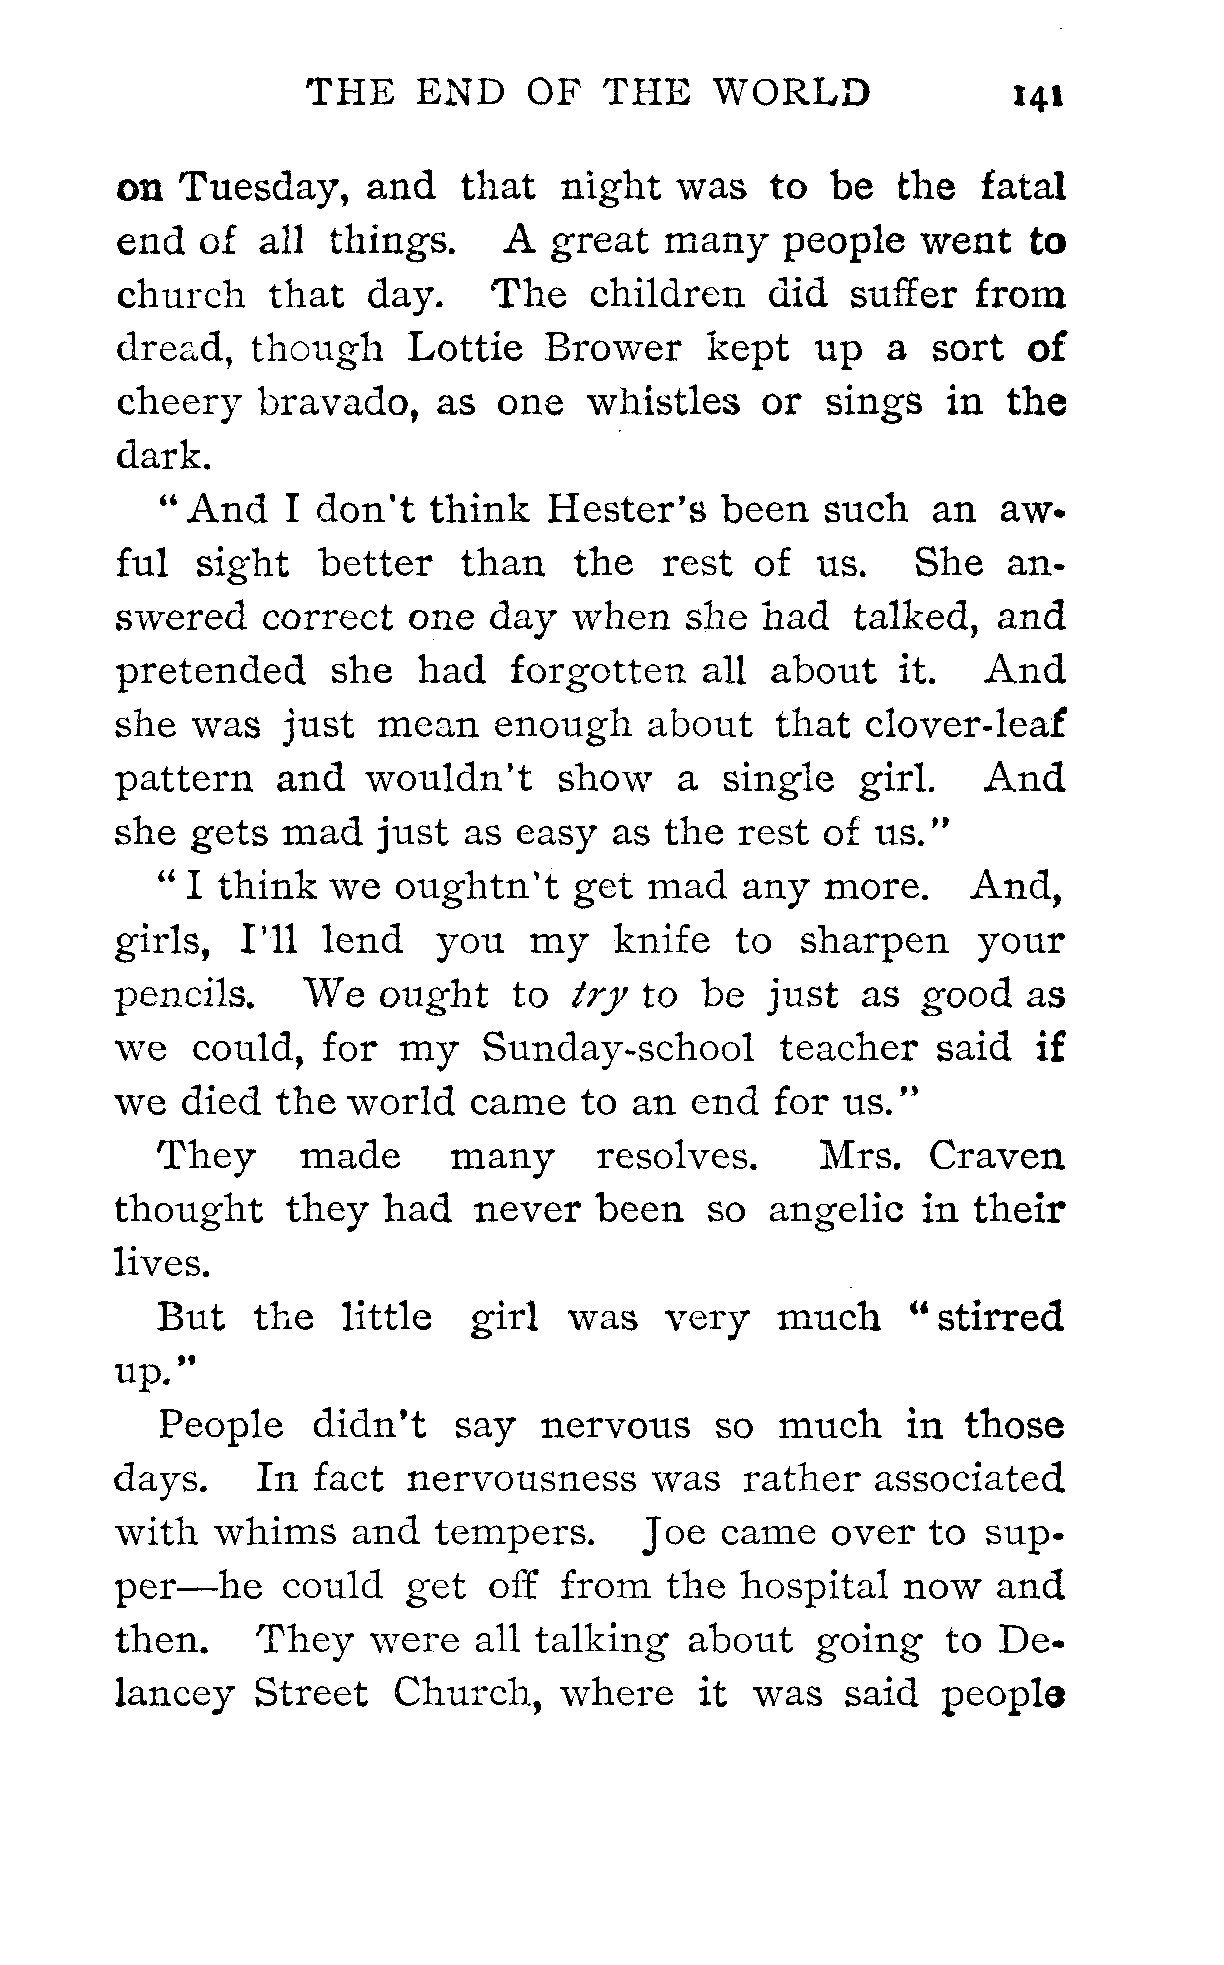 THE END OF THE WORLD 141
on Tuesday, and that night was to be the fatal
end of all things. A great many people went to
church that day. The children did suffer from
dread, though Lottie Brower kept up a sort of
cheery bravado, as one whistles or sings in the
dark.
“And I don't think Hester's been such an aw-
ful sight better than the rest of us. She an-
swered correct one day when she had talked, and
pretended she had forgotten all about it. And
she was just mean enough about that clover-leaf
pattern and wouldn't show a single girl. And
she gets mad just as easy as the rest of us.”
“I think we oughtn't get mad any more. And,
girls, I'll lend you my knife to sharpen your
pencils. We ought to try to be just as good as
we could, for my Sunday-school teacher said if
we died the world came to an end for us.”
They made many resolves. Mrs. Craven
thought they had never been so angelic in their
lives.
But the little girl was very much “stirred
up.”
People didn't say nervous so much in those
days. In fact nervousness was rather associated
with whims and tempers. Joe came over to sup-
per—he could get off from the hospital now and
then. They were all talking about going to De-
lancey Street Church, where it was said people